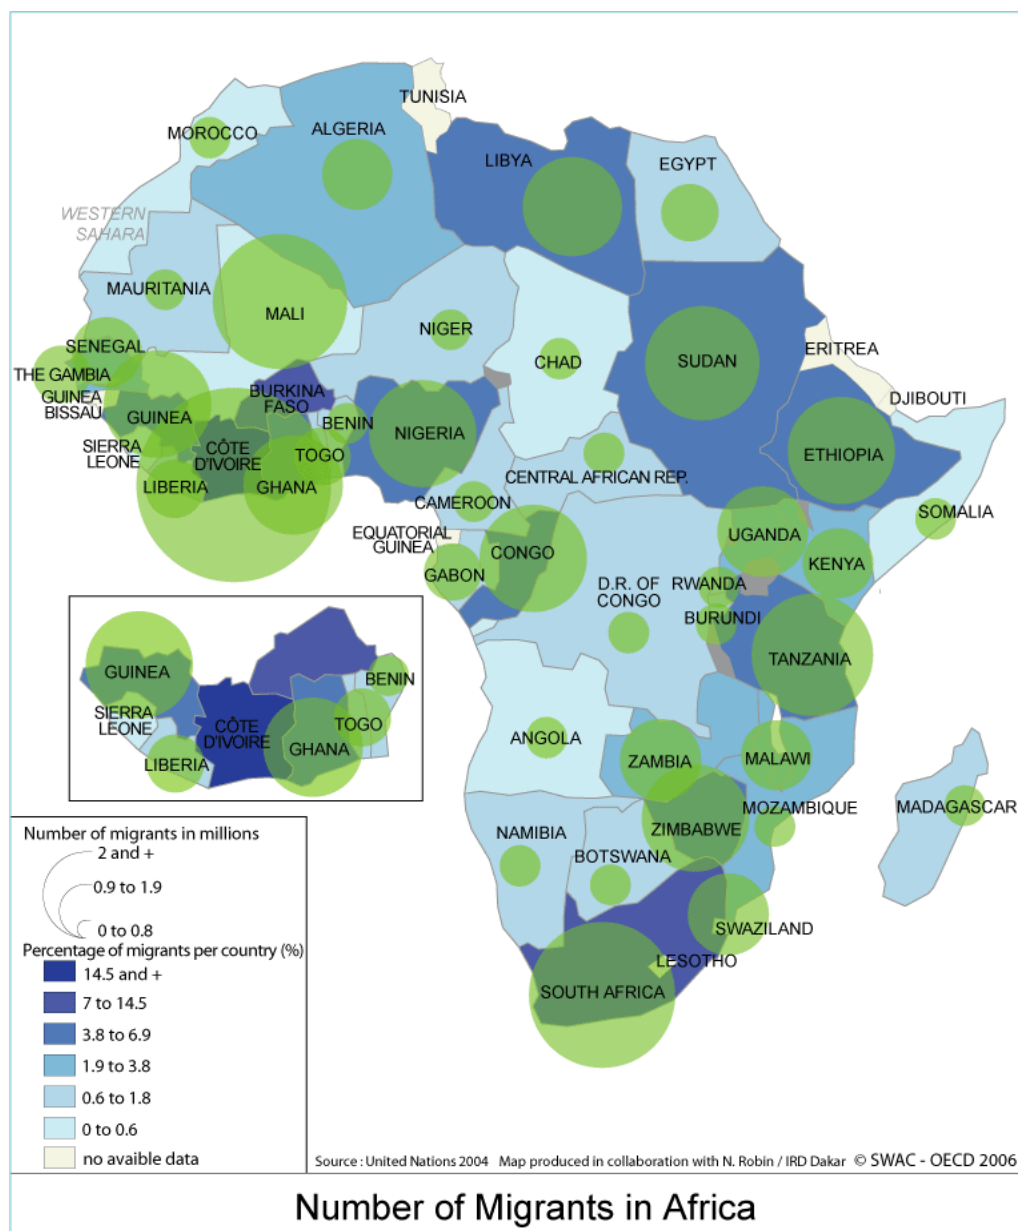 TUNISIA
MOROCCO
ALGERIA
LIBYA
EGYPT
WESTERN
SAHARA
MAURITANIA
MALI
NIGER
CHAD
SUDAN
ERITREA
SENEGAL
THE GAMBIA
GUINEA
BISSAU
GUINEA
BURKINA
FASO
BENIN
NIGERIA
DJIBOUTI
SIERRA
LEONE
CÔTE
D'IVOIRE
TOGO
ETHIOPIA
LIBERIA
GHANA
CENTRAL AFRICAN REP.
CAMEROON
SOMALIA
EQUATORIAL
GUINEA
CONGO
UGANDA
KENYA
GABON
D.R. OF
CONGO
RWANDA
BURUNDI
TANZANIA
ANGOLA
ZAMBIA
MALAWI
MOZAMBIQUE
MADAGASCAR
NAMIBIA
BOTSWANA
ZIMBABWE
SWAZILAND
LESOTHO
SOUTH AFRICA
GUINEA
BENIN
SIERRA
LEONE
CÔTE
D'IVOIRE
TOGO
GHANA
LIBERIA
Number of migrants in millions
2 and +
0.9 to 1.9
0 to 0.8
Percentage of migrants per country (%)
14.5 and +
7 to 14.5
3.8 to 6.9
1.9 to 3.8
0.6 to 1.8
0 to 0.6
no avaible data
Source : United Nations 2004 Map produced in collaboration with N. Robin / IRD Dakar © SWAC - OECD 2006
Number of Migrants in Africa